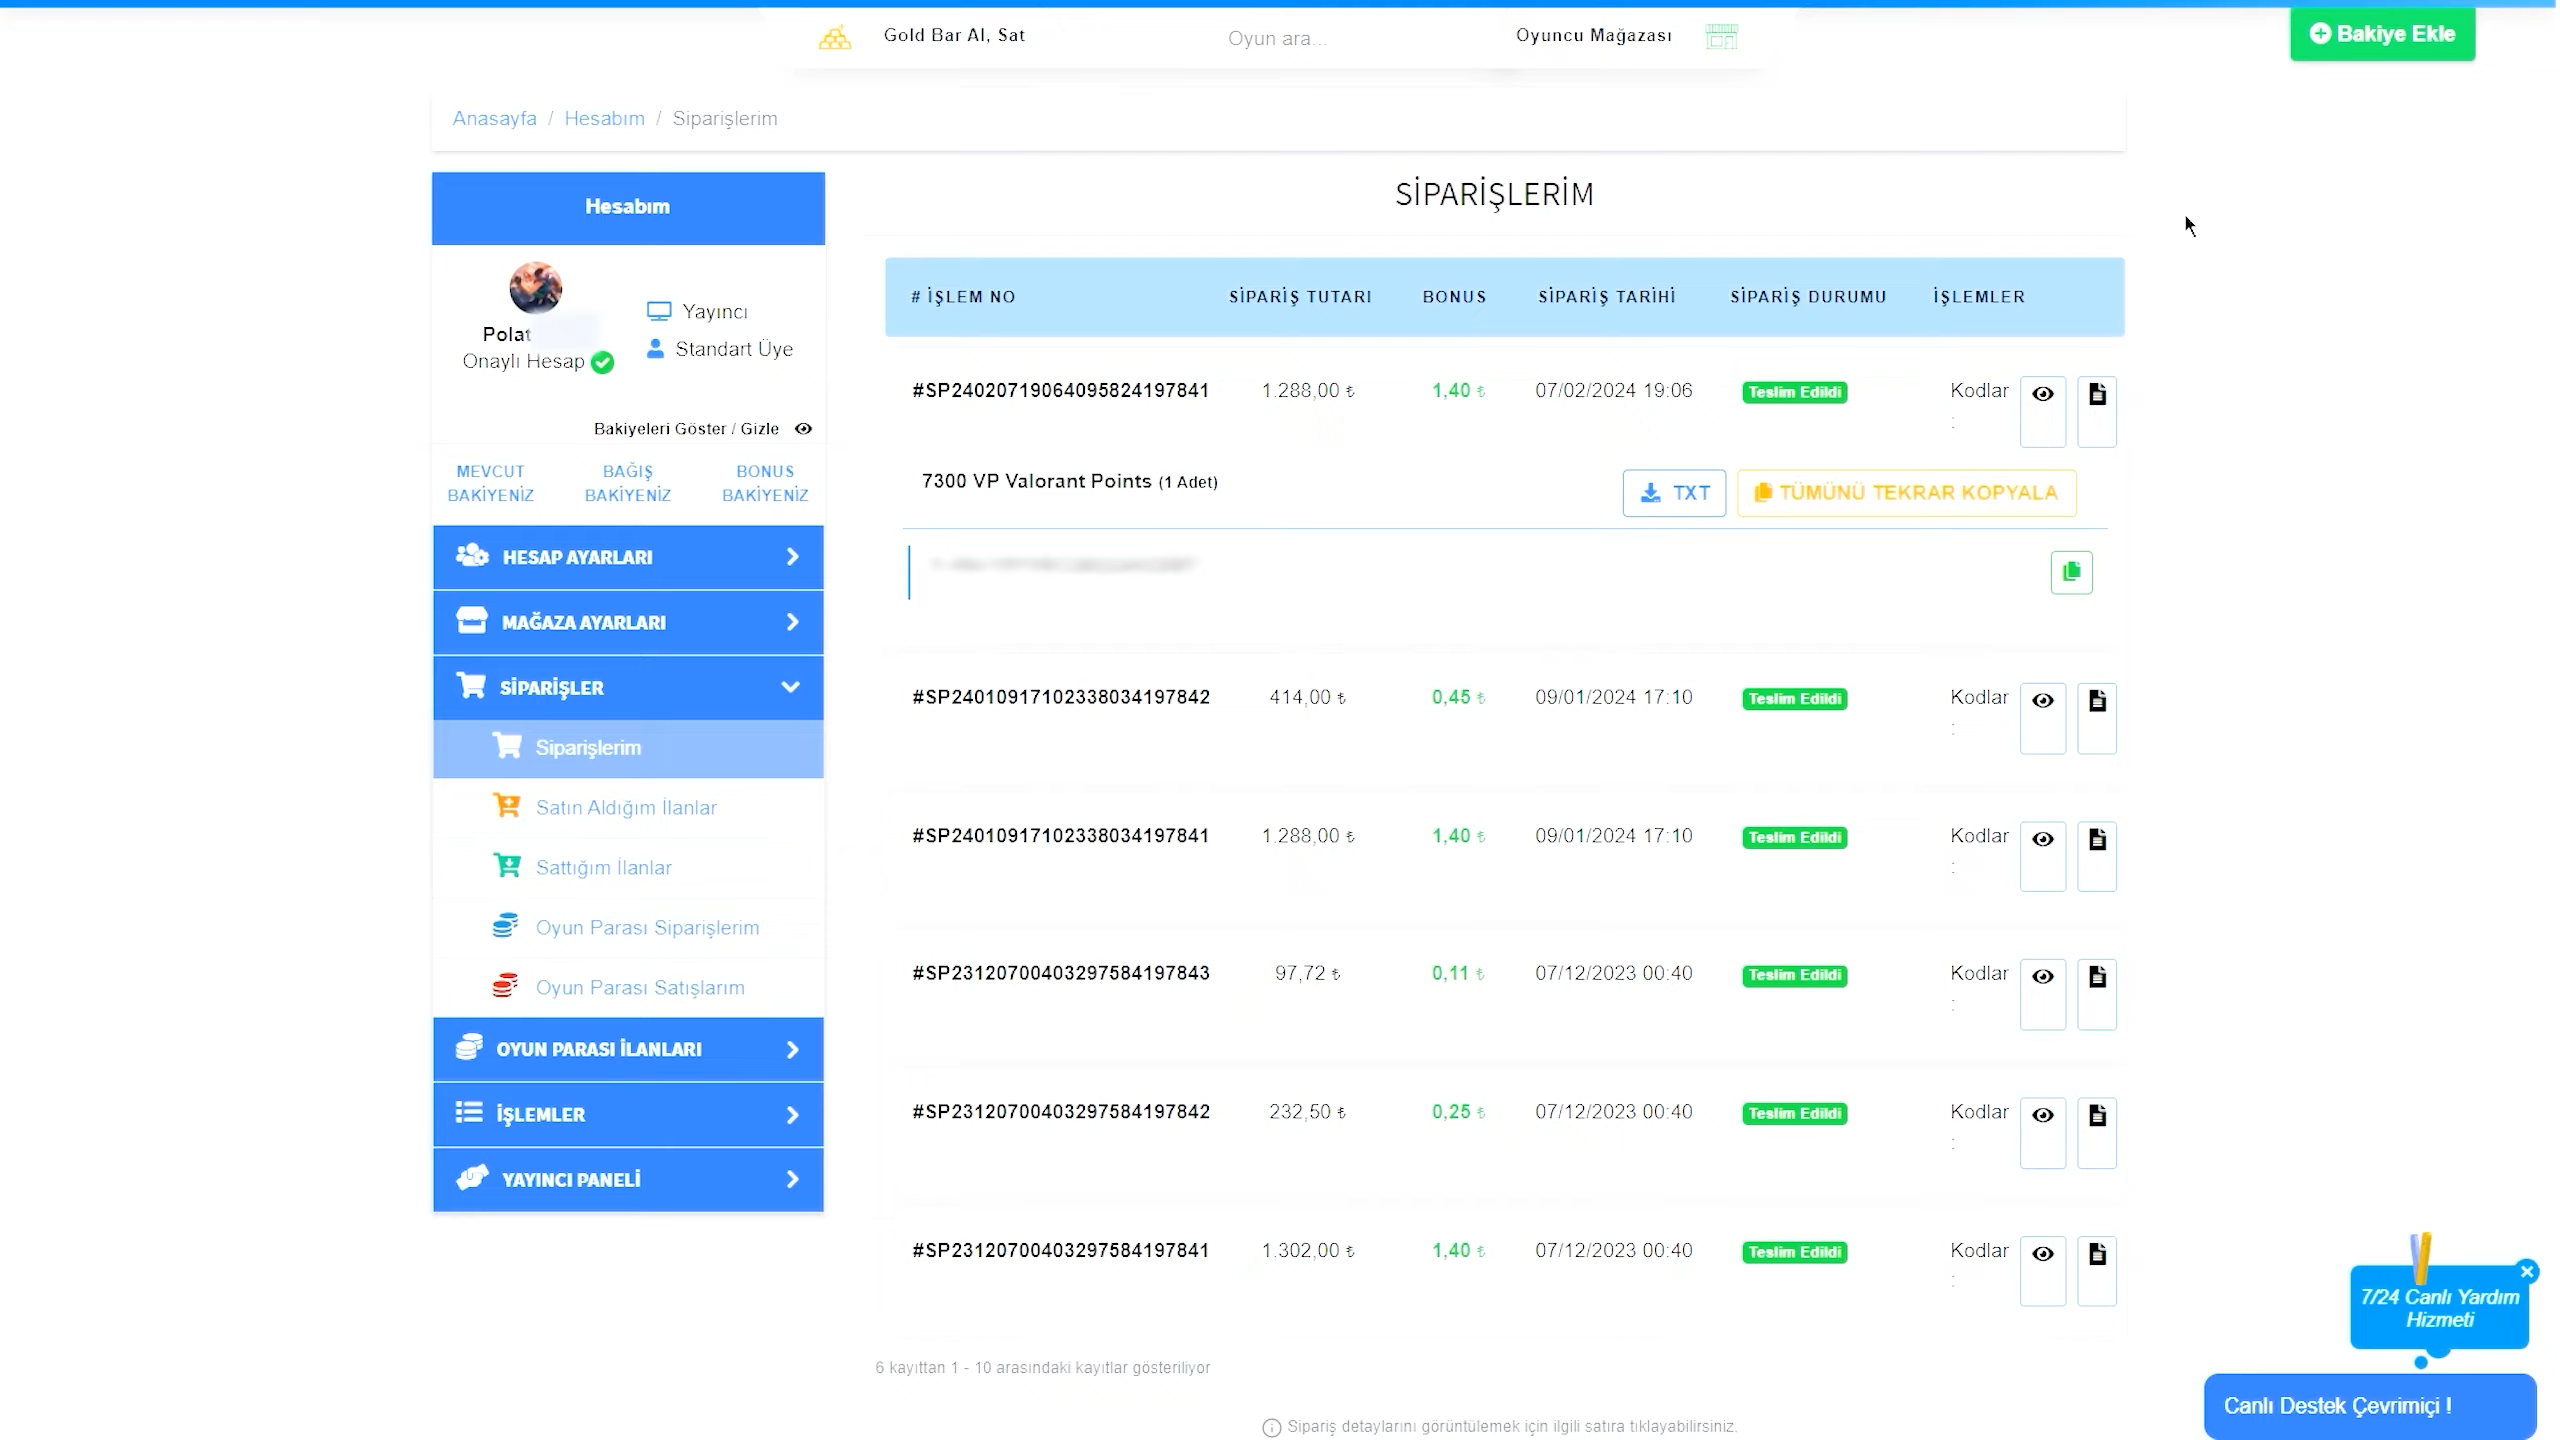 Gold Bar Al, Sat
Oyun ara...
Oyuncu Mağazası
Bakiye Ekle
Anasayfa / Hesabım / Siparişlerim
Hesabım
Polat
Onaylı Hesap
Yayıncı
Standart Üye
Bakiyeleri Göster / Gizle
MEVCUT BAKİYENİZ
BAĞIŞ BAKİYENİZ
BONUS BAKİYENİZ
HESAP AYARLARI
MAĞAZA AYARLARI
SİPARİŞLER
Siparişlerim
Satın Aldığım İlanlar
Sattığım İlanlar
Oyun Parası Siparişlerim
Oyun Parası Satışlarım
OYUN PARASI İLANLARI
İŞLEMLER
YAYINCI PANELİ
SİPARİŞLERİM
# İŞLEM NO SİPARİŞ TUTARI BONUS SİPARİŞ TARİHİ SİPARİŞ DURUMU İŞLEMLER
#SP24020719064095824197841 1.288,00 ₺ 1,40 ₺ 07/02/2024 19:06 Teslim Edildi Kodlar :
7300 VP Valorant Points (1 Adet) TXT TÜMÜNÜ TEKRAR KOPYALA
#SP24010917102338034197842 414,00 ₺ 0,45 ₺ 09/01/2024 17:10 Teslim Edildi Kodlar :
#SP24010917102338034197841 1.288,00 ₺ 1,40 ₺ 09/01/2024 17:10 Teslim Edildi Kodlar :
#SP23120700403297584197843 97,72 ₺ 0,11 ₺ 07/12/2023 00:40 Teslim Edildi Kodlar :
#SP23120700403297584197842 232,50 ₺ 0,25 ₺ 07/12/2023 00:40 Teslim Edildi Kodlar :
#SP23120700403297584197841 1.302,00 ₺ 1,40 ₺ 07/12/2023 00:40 Teslim Edildi Kodlar :
6 kayıttan 1 - 10 arasındaki kayıtlar gösteriliyor
Sipariş detaylarını görüntülemek için ilgili satıra tıklayabilirsiniz.
7/24 Canlı Yardım
Hizmeti
Canlı Destek Çevrimiçi !